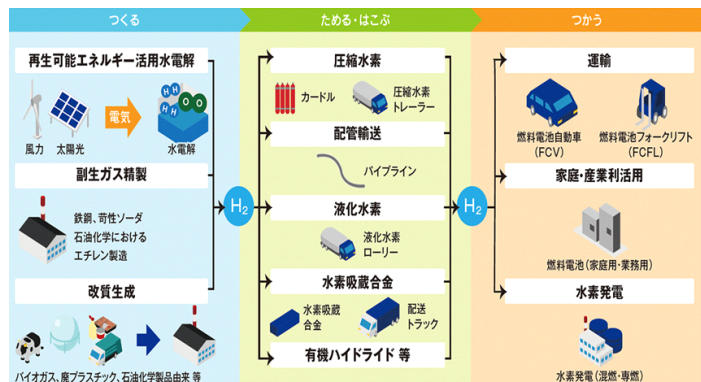 つくる
再生可能エネルギー活用水電解
H H
O O
電気
風力
太陽光
水電解
副生ガス精製
鉄鋼、苛性ソーダ
石油化学における
エチレン製造
改質生成
バイオガス、廃プラスチック、石油化学製品由来 等
H2
ためる・はこぶ
圧縮水素
カードル
圧縮水素
トレーラー
配管輸送
パイプライン
液化水素
液化水素
ローリー
水素吸蔵合金
水素吸蔵
合金
配送
トラック
有機ハイドライド 等
H2
つかう
運輸
燃料電池自動車
(FCV)
燃料電池フォークリフト
(FCFL)
家庭・産業利活用
燃料電池(家庭用・業務用)
水素発電
水素発電(混燃・専燃)